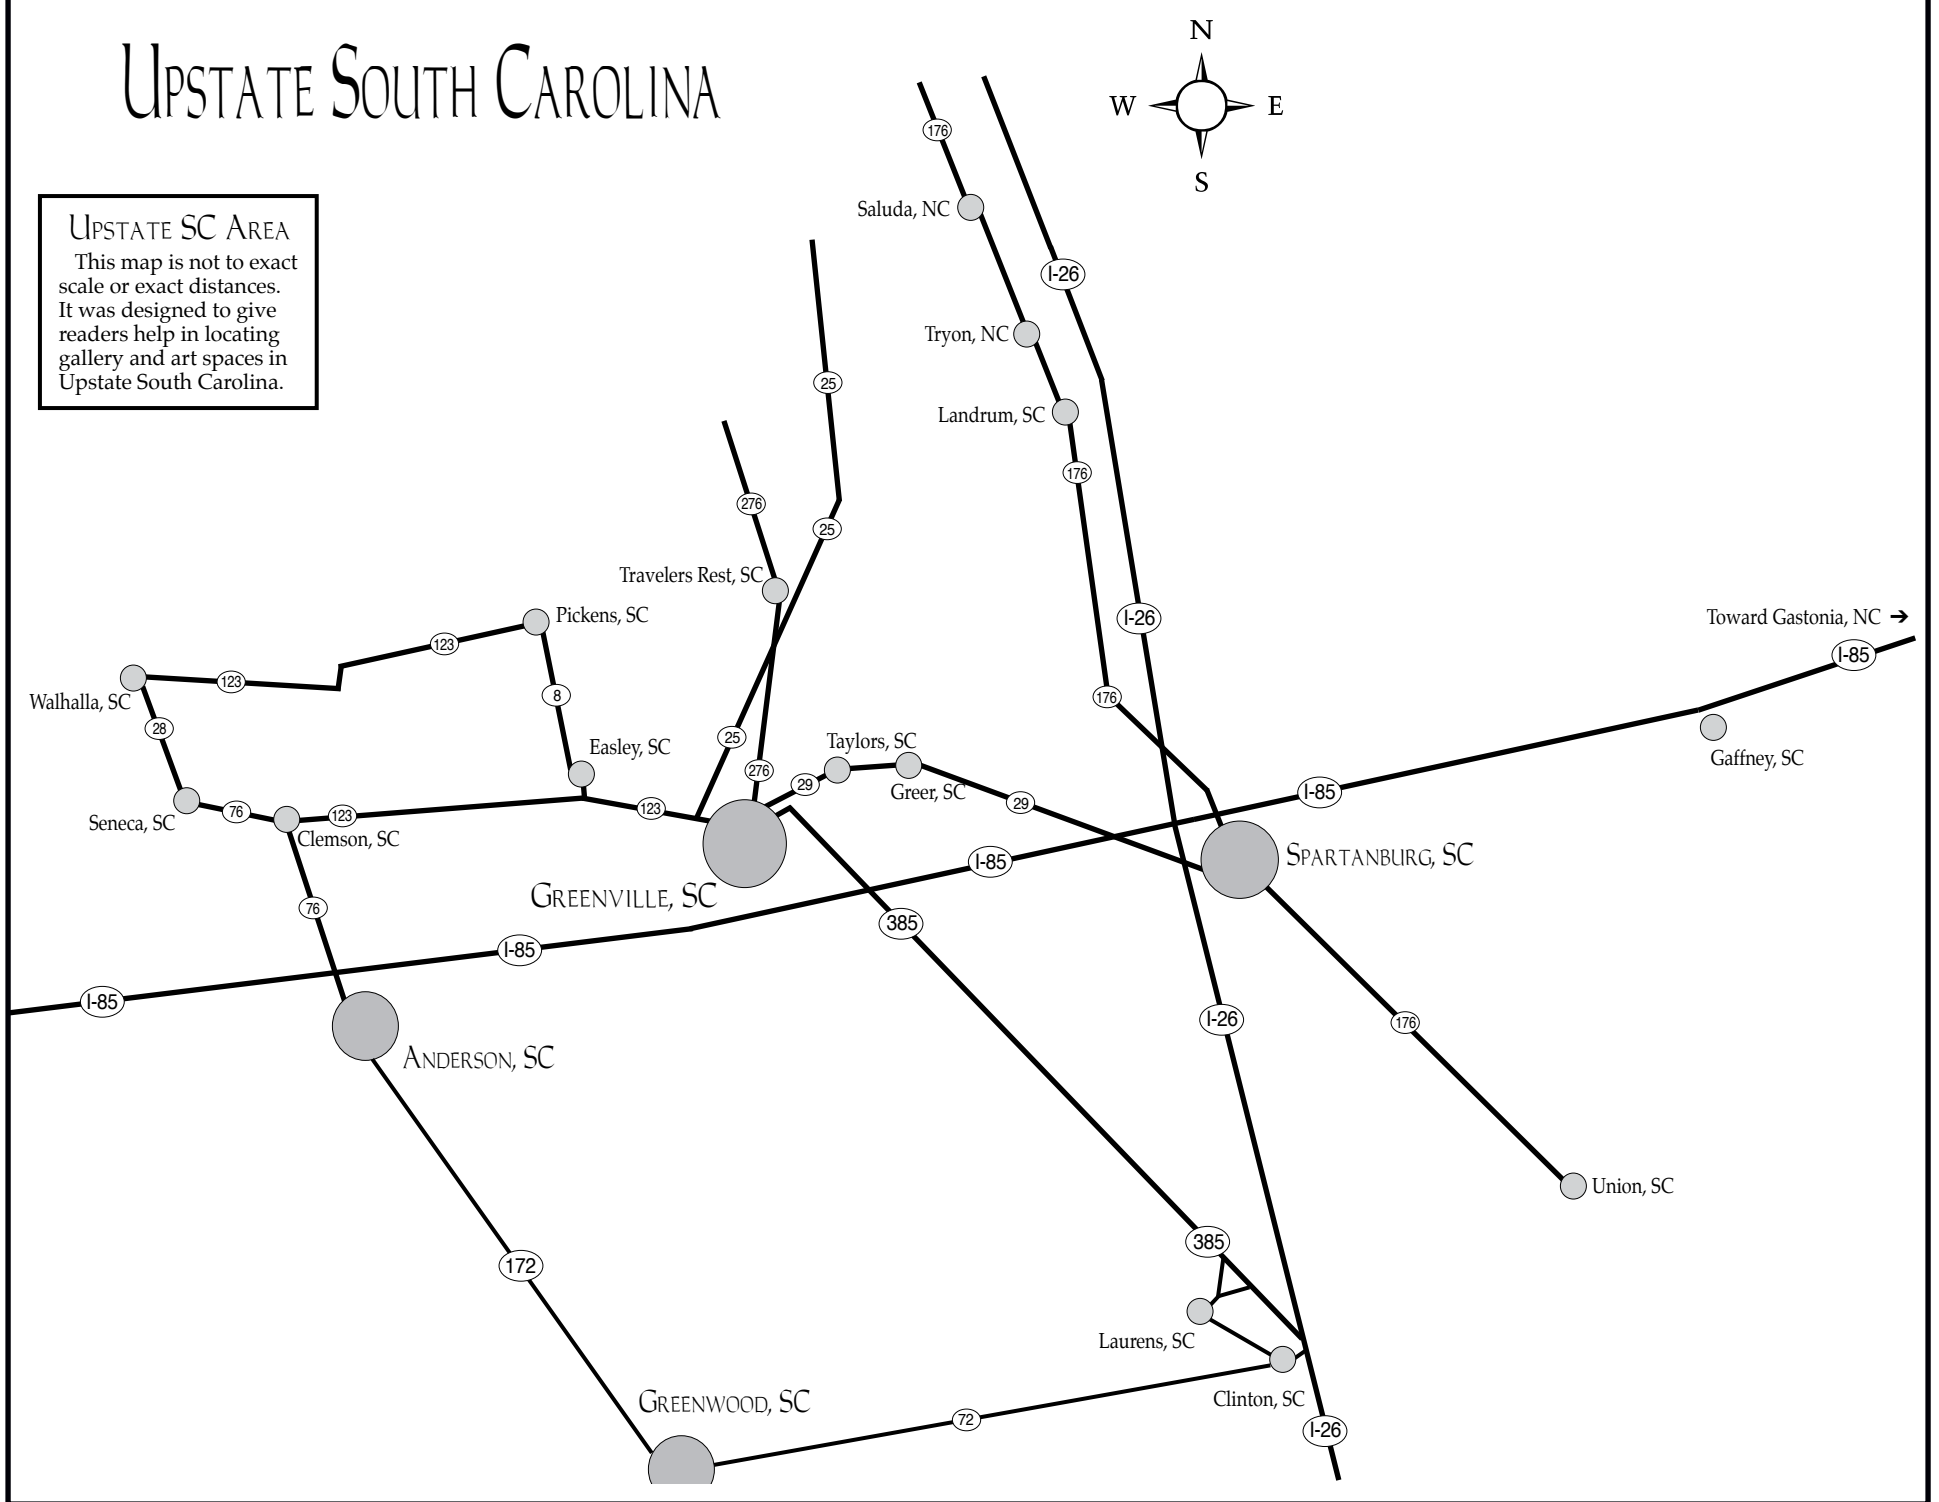 UPSTATE SOUTH CAROLINA
N
W E
S
UPSTATE SC AREA
This map is not to exact
scale or exact distances.
It was designed to give
readers help in locating
gallery and art spaces in
Upstate South Carolina.
176
Saluda, NC
I-26
Tryon, NC
25
Landrum, SC
176
276
25
Travelers Rest, SC
Pickens, SC
I-26
Toward Gastonia, NC ➔
123
I-85
123
8
176
Walhalla, SC
28
25
Easley, SC
Taylors, SC
Gaffney, SC
276
29
Greer, SC
I-85
76
123
123
29
Seneca, SC
Clemson, SC
SPARTANBURG, SC
I-85
GREENVILLE, SC
76
385
I-85
I-85
I-26
176
ANDERSON, SC
Union, SC
385
172
Laurens, SC
Clinton, SC
GREENWOOD, SC
72
I-26